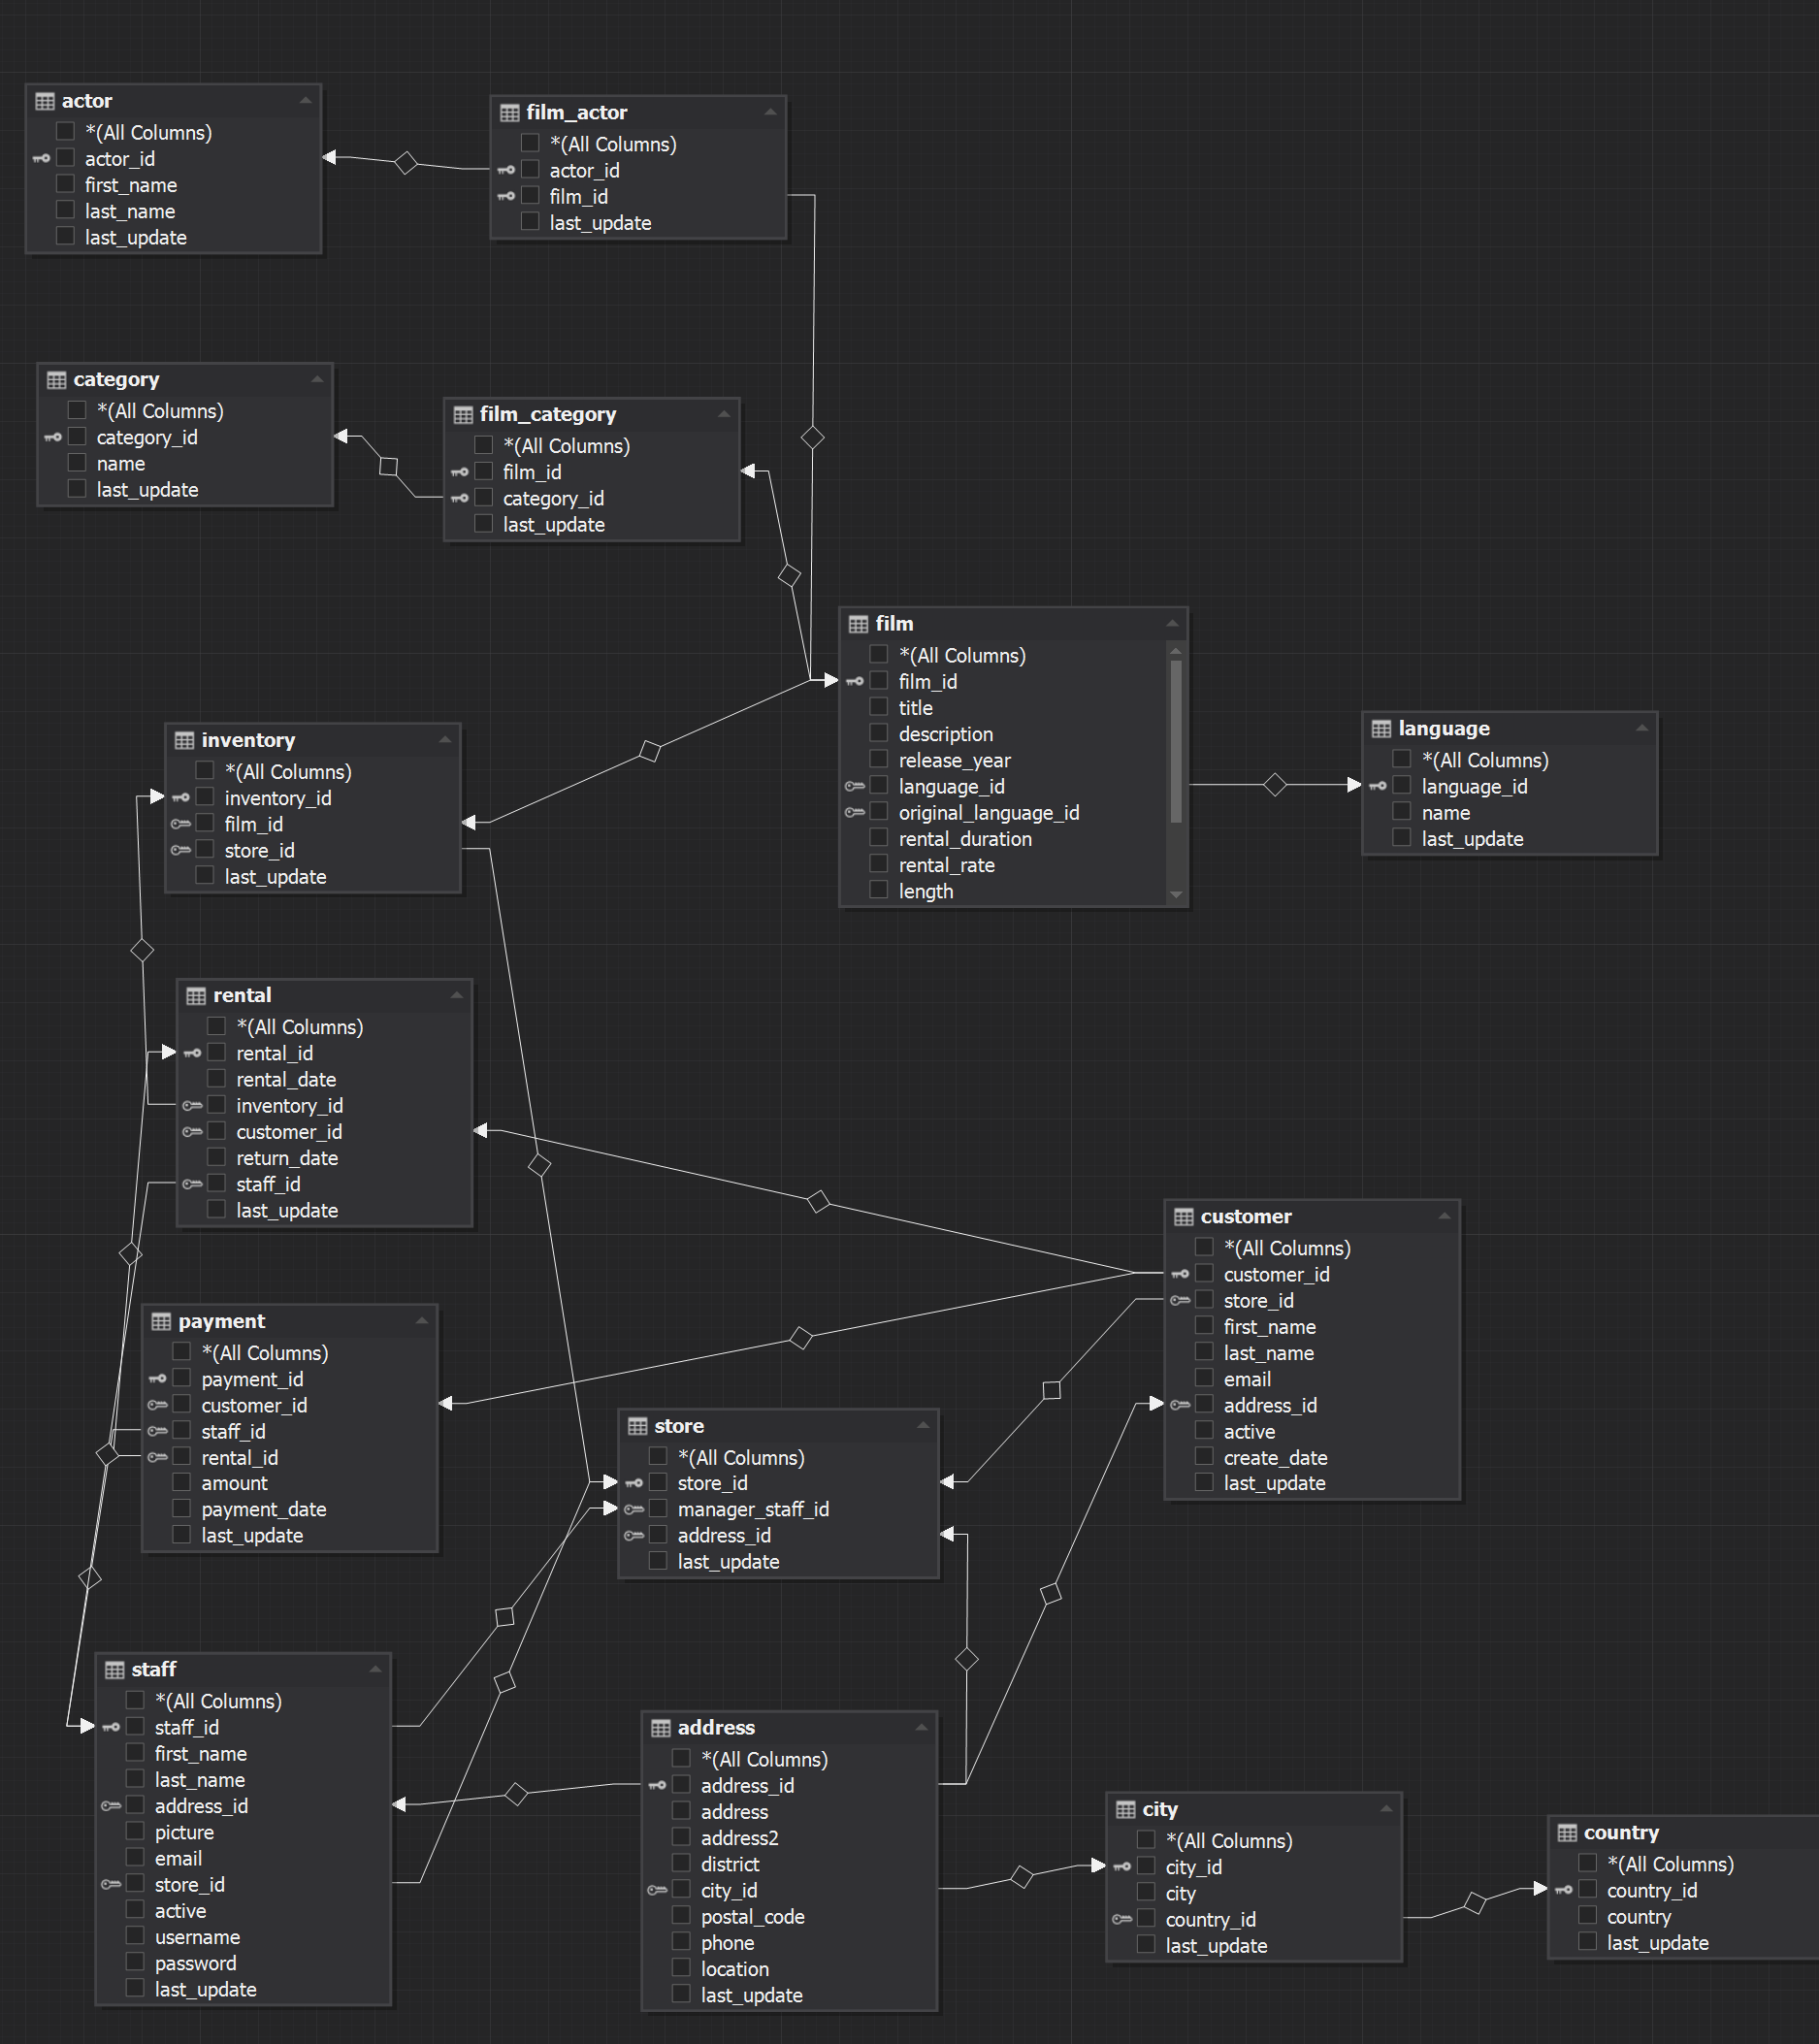 actor
*(All Columns)
actor_id
first_name
last_name
last_update
film_actor
*(All Columns)
actor_id
film_id
last_update
category
*(All Columns)
category_id
name
last_update
film_category
*(All Columns)
film_id
category_id
last_update
film
*(All Columns)
film_id
title
description
release_year
language_id
original_language_id
rental_duration
rental_rate
length
language
*(All Columns)
language_id
name
last_update
inventory
*(All Columns)
inventory_id
film_id
store_id
last_update
rental
*(All Columns)
rental_id
rental_date
inventory_id
customer_id
return_date
staff_id
last_update
customer
*(All Columns)
customer_id
store_id
first_name
last_name
email
address_id
active
create_date
last_update
payment
*(All Columns)
payment_id
customer_id
staff_id
rental_id
amount
payment_date
last_update
store
*(All Columns)
store_id
manager_staff_id
address_id
last_update
staff
*(All Columns)
staff_id
first_name
last_name
address_id
picture
email
store_id
active
username
password
last_update
address
*(All Columns)
address_id
address
address2
district
city_id
postal_code
phone
location
last_update
city
*(All Columns)
city_id
city
country_id
last_update
country
*(All Columns)
country_id
country
last_update